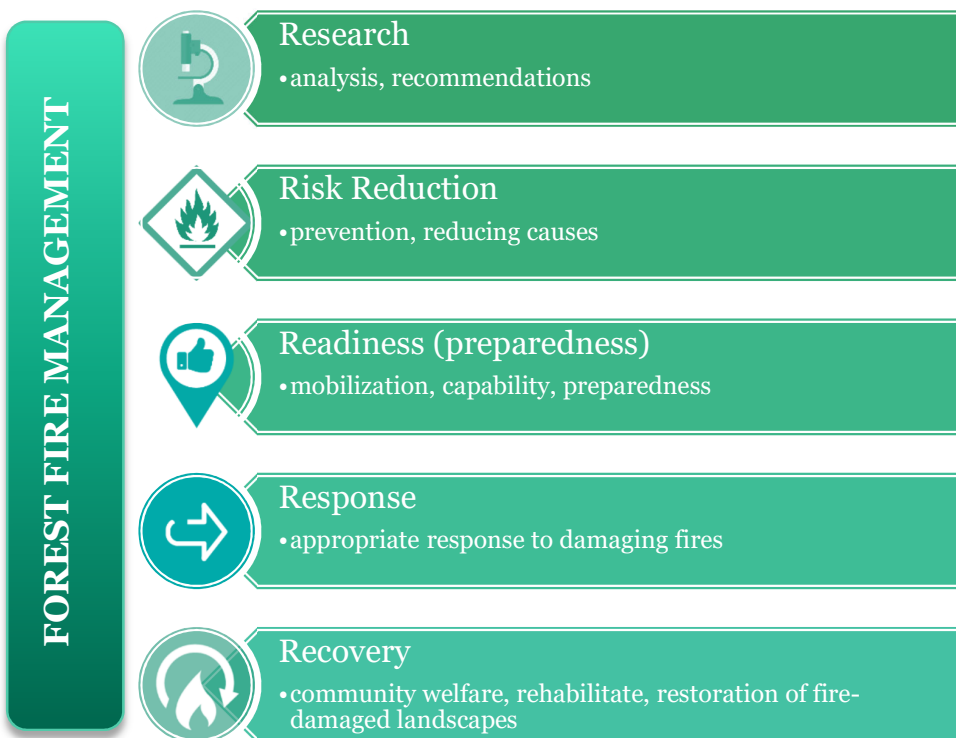 FOREST FIRE MANAGEMENT
Research
•analysis, recommendations
Risk Reduction
•prevention, reducing causes
Readiness (preparedness)
•mobilization, capability, preparedness
Response
•appropriate response to damaging fires
Recovery
•community welfare, rehabilitate, restoration of fire-
damaged landscapes